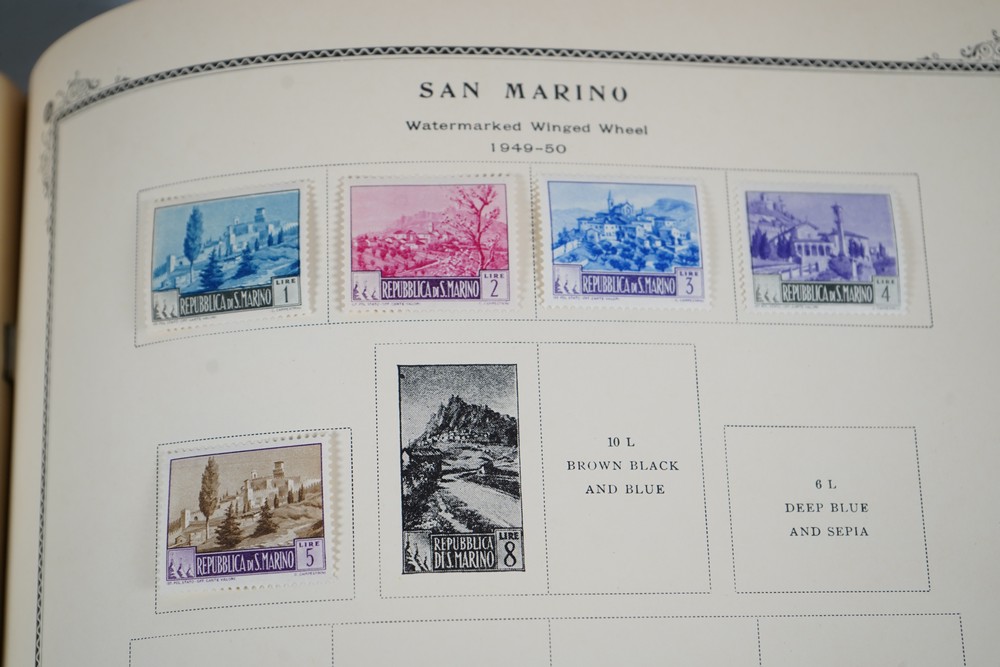 SAN MARINO
Watermarked Winged Wheel
1949-50
REPUBBLICA DI S. MARINO
LIRE
1
REPUBBLICA DI S. MARINO
LIRE
2
REPUBBLICA DI S. MARINO
LIRE
3
REPUBBLICA DI S. MARINO
LIRE
4
REPUBBLICA DI S. MARINO
LIRE
5
REPUBBLICA
DI S. MARINO
LIRE
8
10 L
BROWN BLACK
AND BLUE
6 L
DEEP BLUE
AND SEPIA